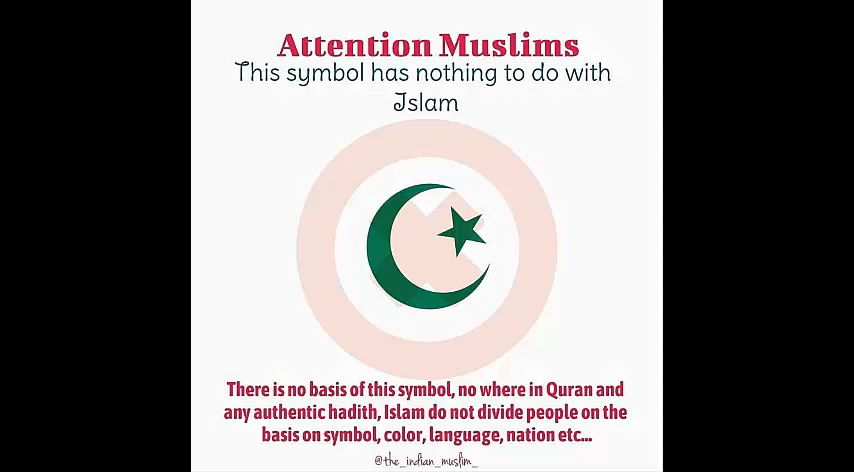 Attention Muslims
This symbol has nothing to do with
Islam
There is no basis of this symbol, no where in Quran and
any authentic hadith, Islam do not divide people on the
basis on symbol, color, language, nation etc...
@the_indian_muslim_